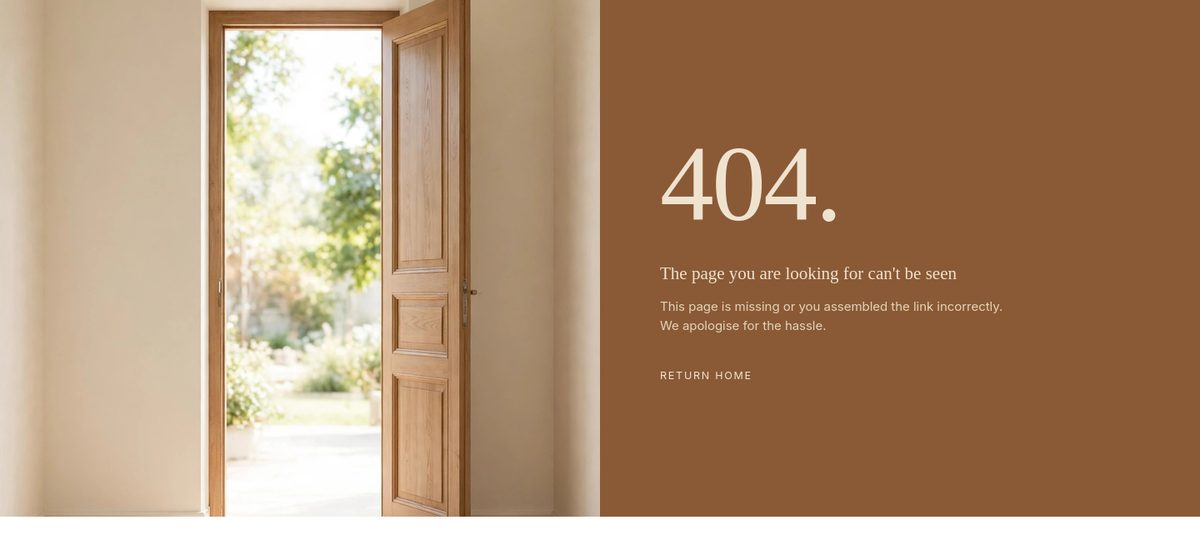 404.
The page you are looking for can't be seen
This page is missing or you assembled the link incorrectly.
We apologise for the hassle.
RETURN HOME